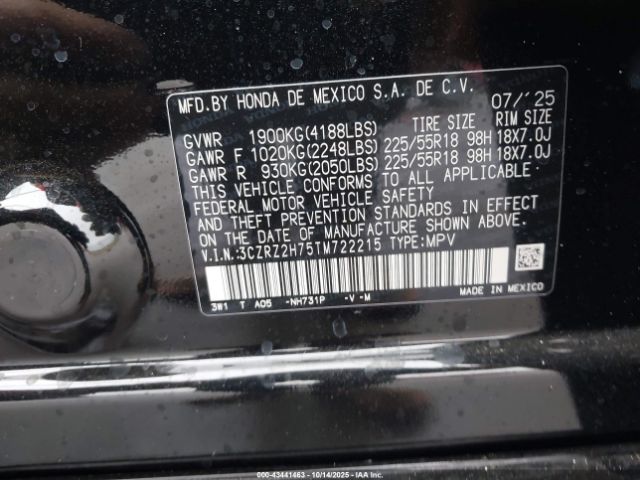 MFD.BY HONDA DE MEXICO S.A. DE C.V. 07/'25
GVWR 1900KG(4188LBS) TIRE SIZE RIM SIZE
GAWR F 1020KG(2248LBS) 225/55R18 98H 18X7.0J
GAWR R 930KG(2050LBS) 225/55R18 98H 18X7.0J
THIS VEHICLE CONFORMS TO ALL APPLICABLE
FEDERAL MOTOR VEHICLE SAFETY
AND THEFT PREVENTION STANDARDS IN EFFECT
ON THE DATE OF MANUFACTURE SHOWN ABOVE.
V.I.N.:3CZRZ2H75TM722215 TYPE:MPV
3W1 T A05 -NH731P -V-M MADE IN MEXICO
000-43441463 - 10/14/2025 - IAA Inc.